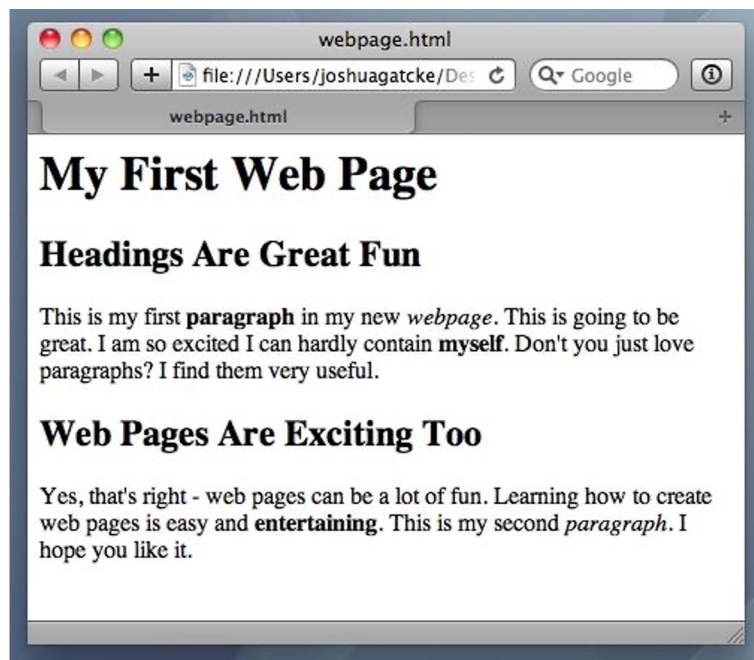 webpage.html
file:///Users/joshuagatcke/Des
Google
webpage.html
My First Web Page
Headings Are Great Fun
This is my first paragraph in my new webpage. This is going to be
great. I am so excited I can hardly contain myself. Don't you just love
paragraphs? I find them very useful.
Web Pages Are Exciting Too
Yes, that's right - web pages can be a lot of fun. Learning how to create
web pages is easy and entertaining. This is my second paragraph. I
hope you like it.